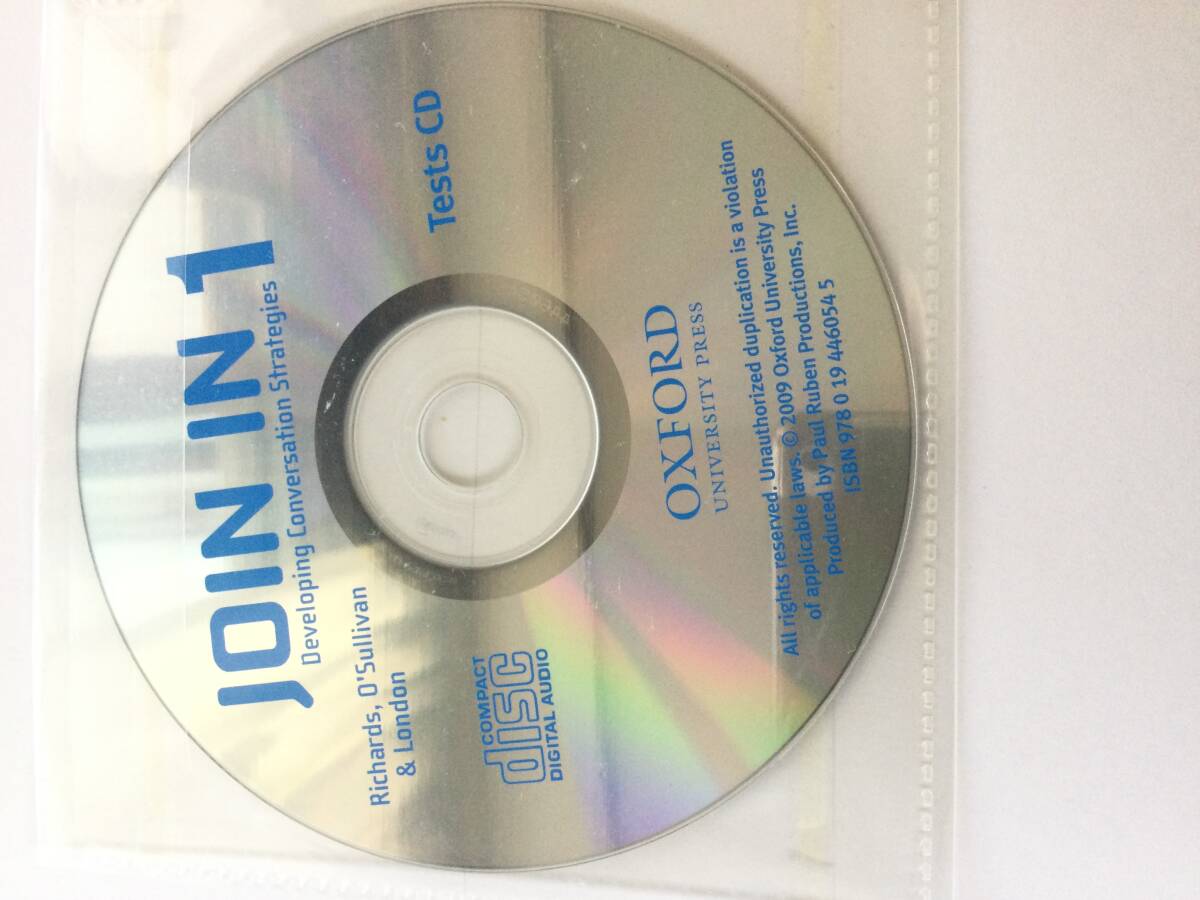 JOIN IN 1
Developing Conversation Strategies
Richards, O'Sullivan
& London
Tests CD
COMPACT
disc
DIGITAL AUDIO
OXFORD
UNIVERSITY PRESS
All rights reserved. Unauthorized duplication is a violation
of applicable laws. © 2009 Oxford University Press
Produced by Paul Ruben Productions, Inc.
ISBN 978 0 19 446054 5